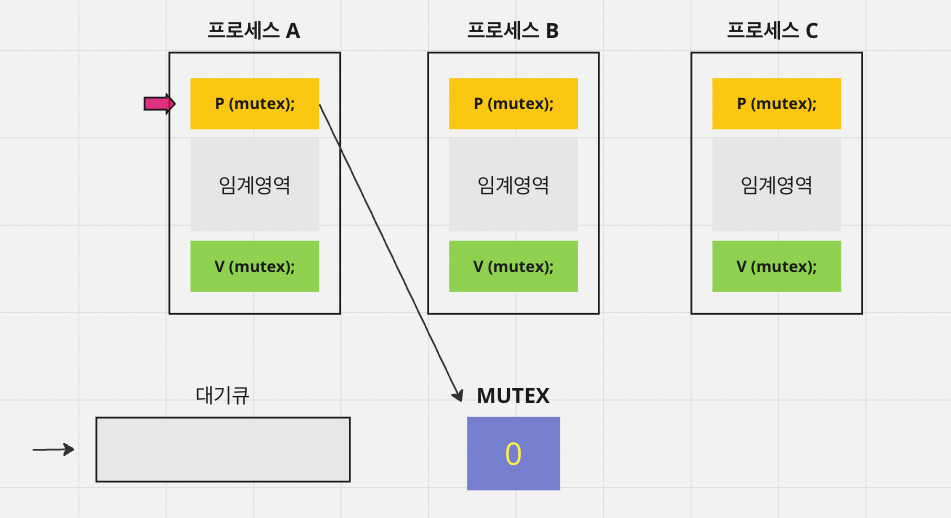 프로세스 A
프로세스 B
프로세스 C
P (mutex);
P (mutex);
P (mutex);
임계영역
임계영역
임계영역
V (mutex);
V (mutex);
V (mutex);
대기큐
MUTEX
0